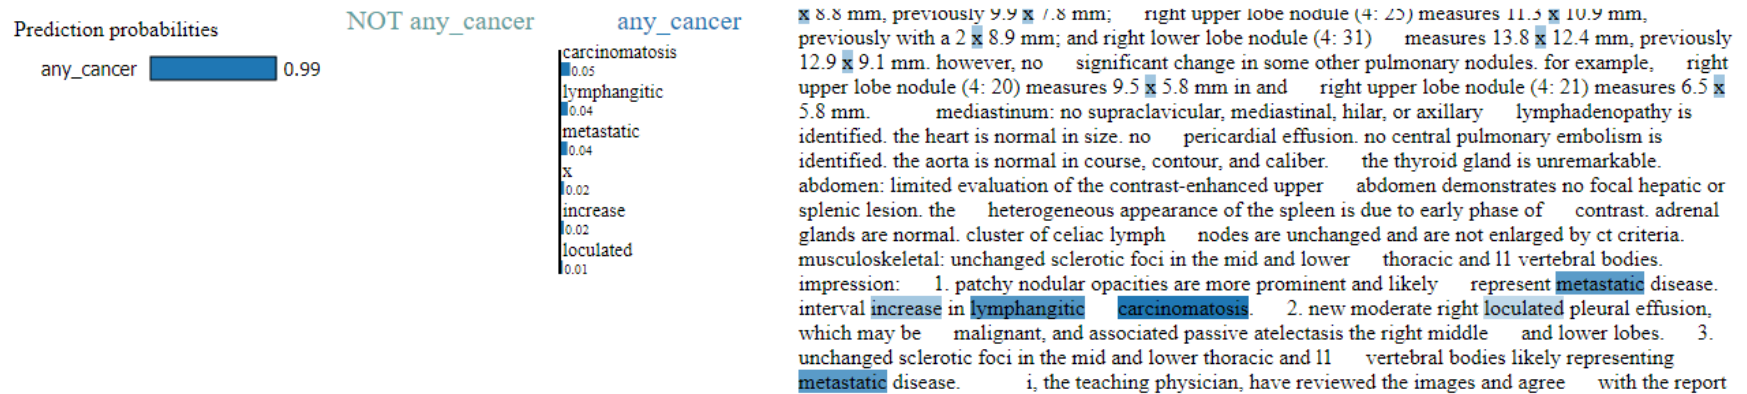 Prediction probabilities
any_cancer 0.99
NOT any_cancer any_cancer
carcinomatosis
0.05
lymphangitic
0.04
metastatic
0.04
x
0.02
increase
0.02
loculated
0.01
x 8.8 mm, previously 9.9 x 7.8 mm; right upper lobe nodule (4: 25) measures 11.3 x 10.9 mm,
previously with a 2 x 8.9 mm; and right lower lobe nodule (4: 31) measures 13.8 x 12.4 mm, previously
12.9 x 9.1 mm. however, no significant change in some other pulmonary nodules. for example, right
upper lobe nodule (4: 20) measures 9.5 x 5.8 mm in and right upper lobe nodule (4: 21) measures 6.5 x
5.8 mm. mediastinum: no supraclavicular, mediastinal, hilar, or axillary lymphadenopathy is
identified. the heart is normal in size. no pericardial effusion. no central pulmonary embolism is
identified. the aorta is normal in course, contour, and caliber. the thyroid gland is unremarkable.
abdomen: limited evaluation of the contrast-enhanced upper abdomen demonstrates no focal hepatic or
splenic lesion. the heterogeneous appearance of the spleen is due to early phase of contrast. adrenal
glands are normal. cluster of celiac lymph nodes are unchanged and are not enlarged by ct criteria.
musculoskeletal: unchanged sclerotic foci in the mid and lower thoracic and l1 vertebral bodies.
impression: 1. patchy nodular opacities are more prominent and likely represent metastatic disease.
interval increase in lymphangitic carcinomatosis. 2. new moderate right loculated pleural effusion,
which may be malignant, and associated passive atelectasis the right middle and lower lobes. 3.
unchanged sclerotic foci in the mid and lower thoracic and l1 vertebral bodies likely representing
metastatic disease. i, the teaching physician, have reviewed the images and agree with the report